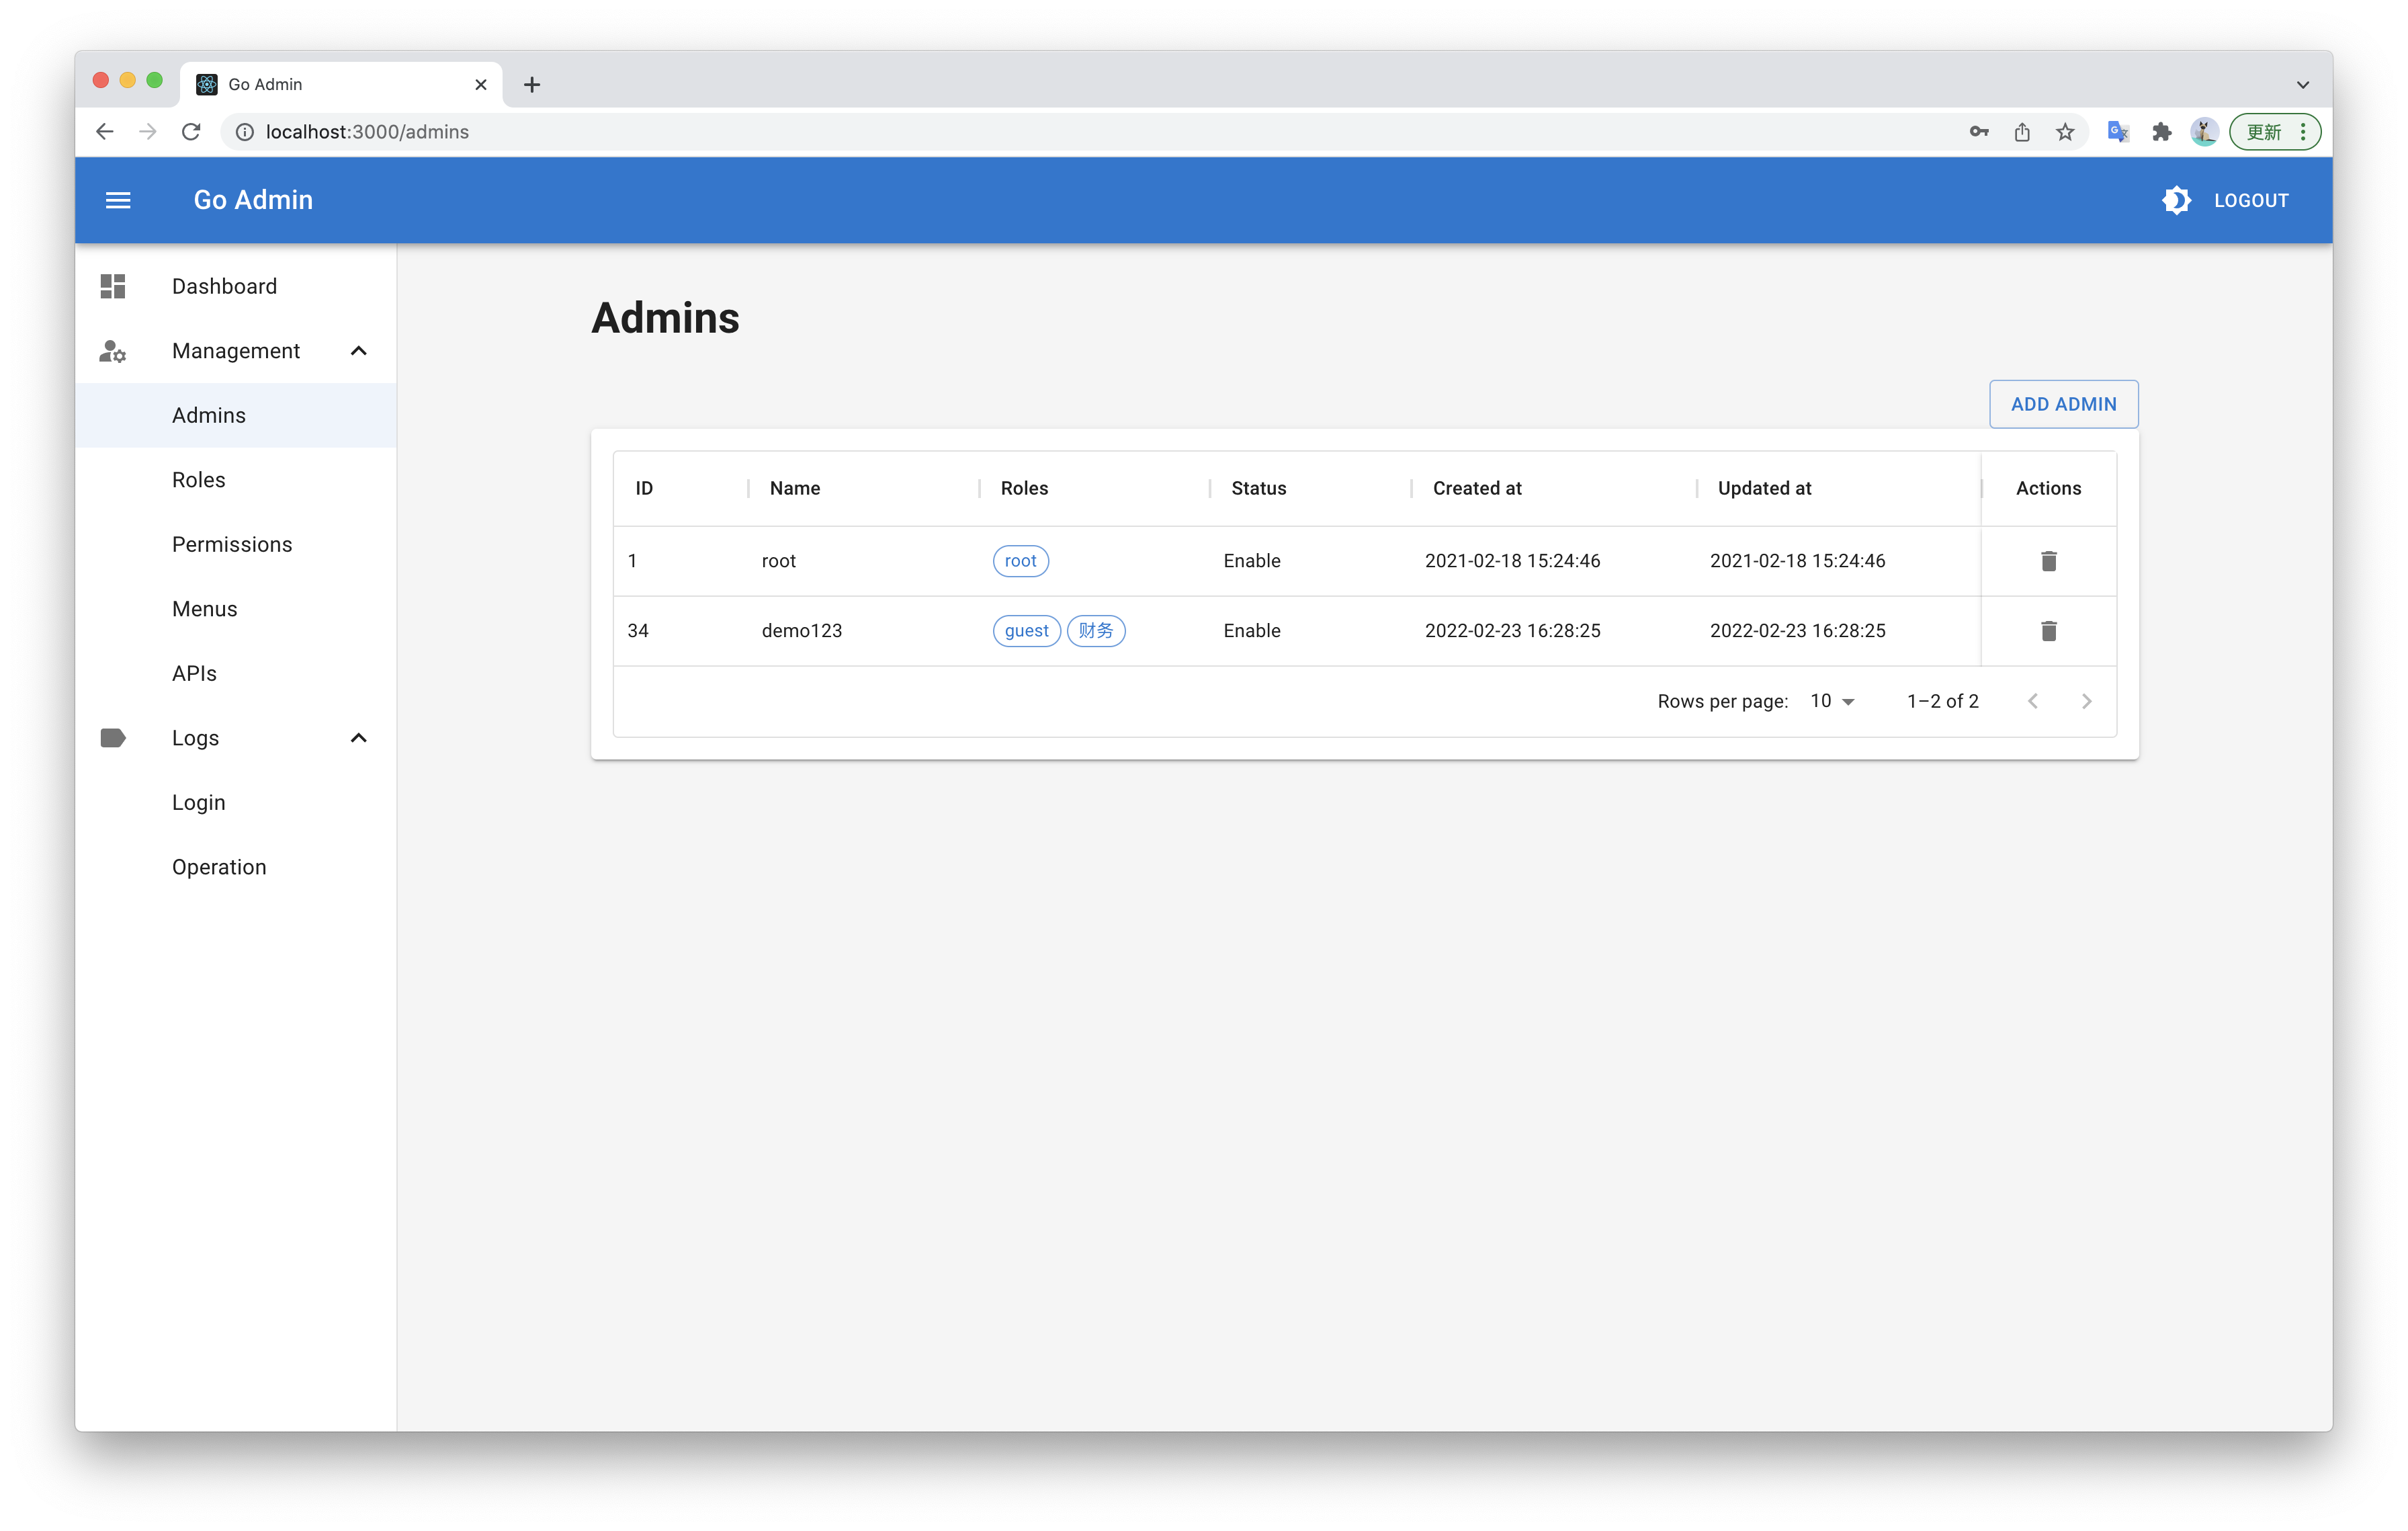 Go Admin
localhost:3000/admins
更新
Go Admin
LOGOUT
Dashboard
Management
Admins
Roles
Permissions
Menus
APIs
Logs
Login
Operation
Admins
ADD ADMIN
ID Name Roles Status Created at Updated at Actions
1 root root Enable 2021-02-18 15:24:46 2021-02-18 15:24:46
34 demo123 guest 财务 Enable 2022-02-23 16:28:25 2022-02-23 16:28:25
Rows per page: 10 1–2 of 2